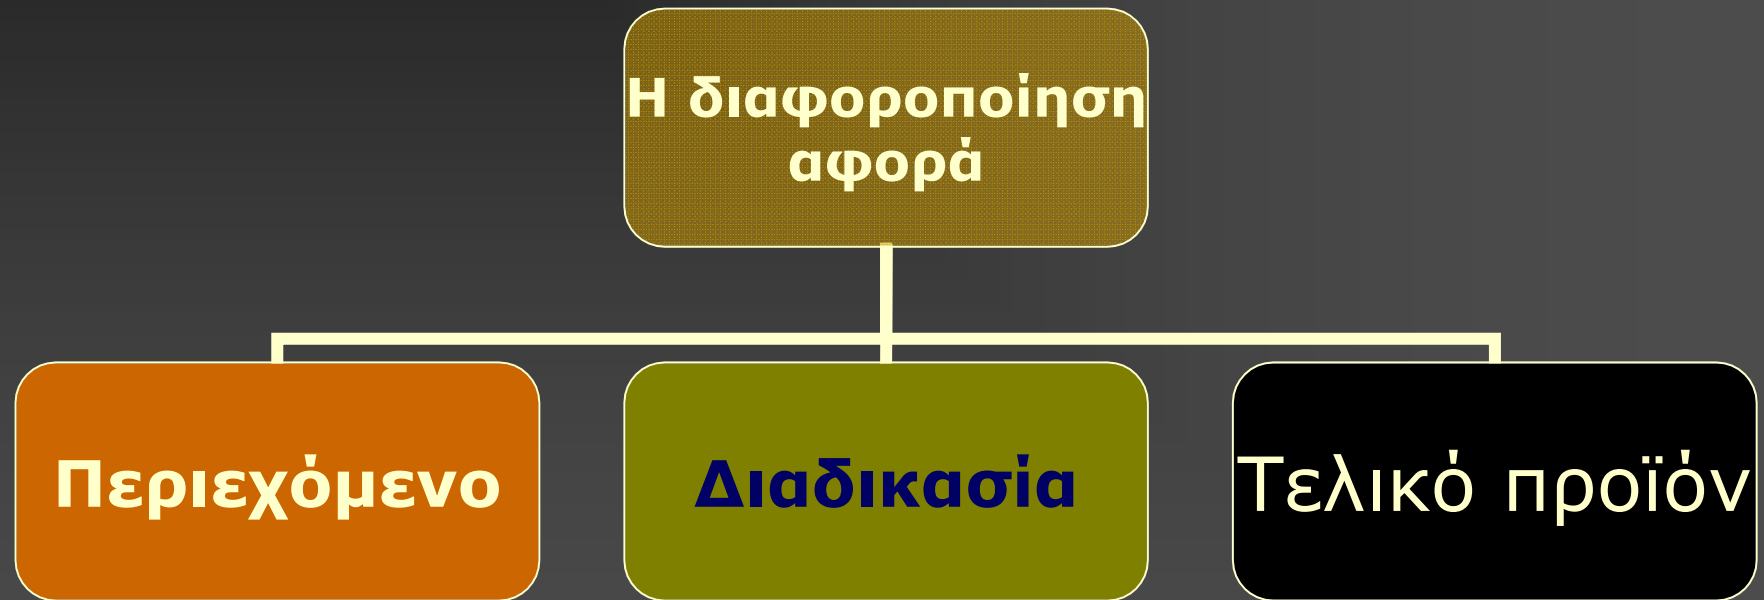 Η διαφοροποίηση
αφορά
Περιεχόμενο
Διαδικασία
Τελικό προϊόν